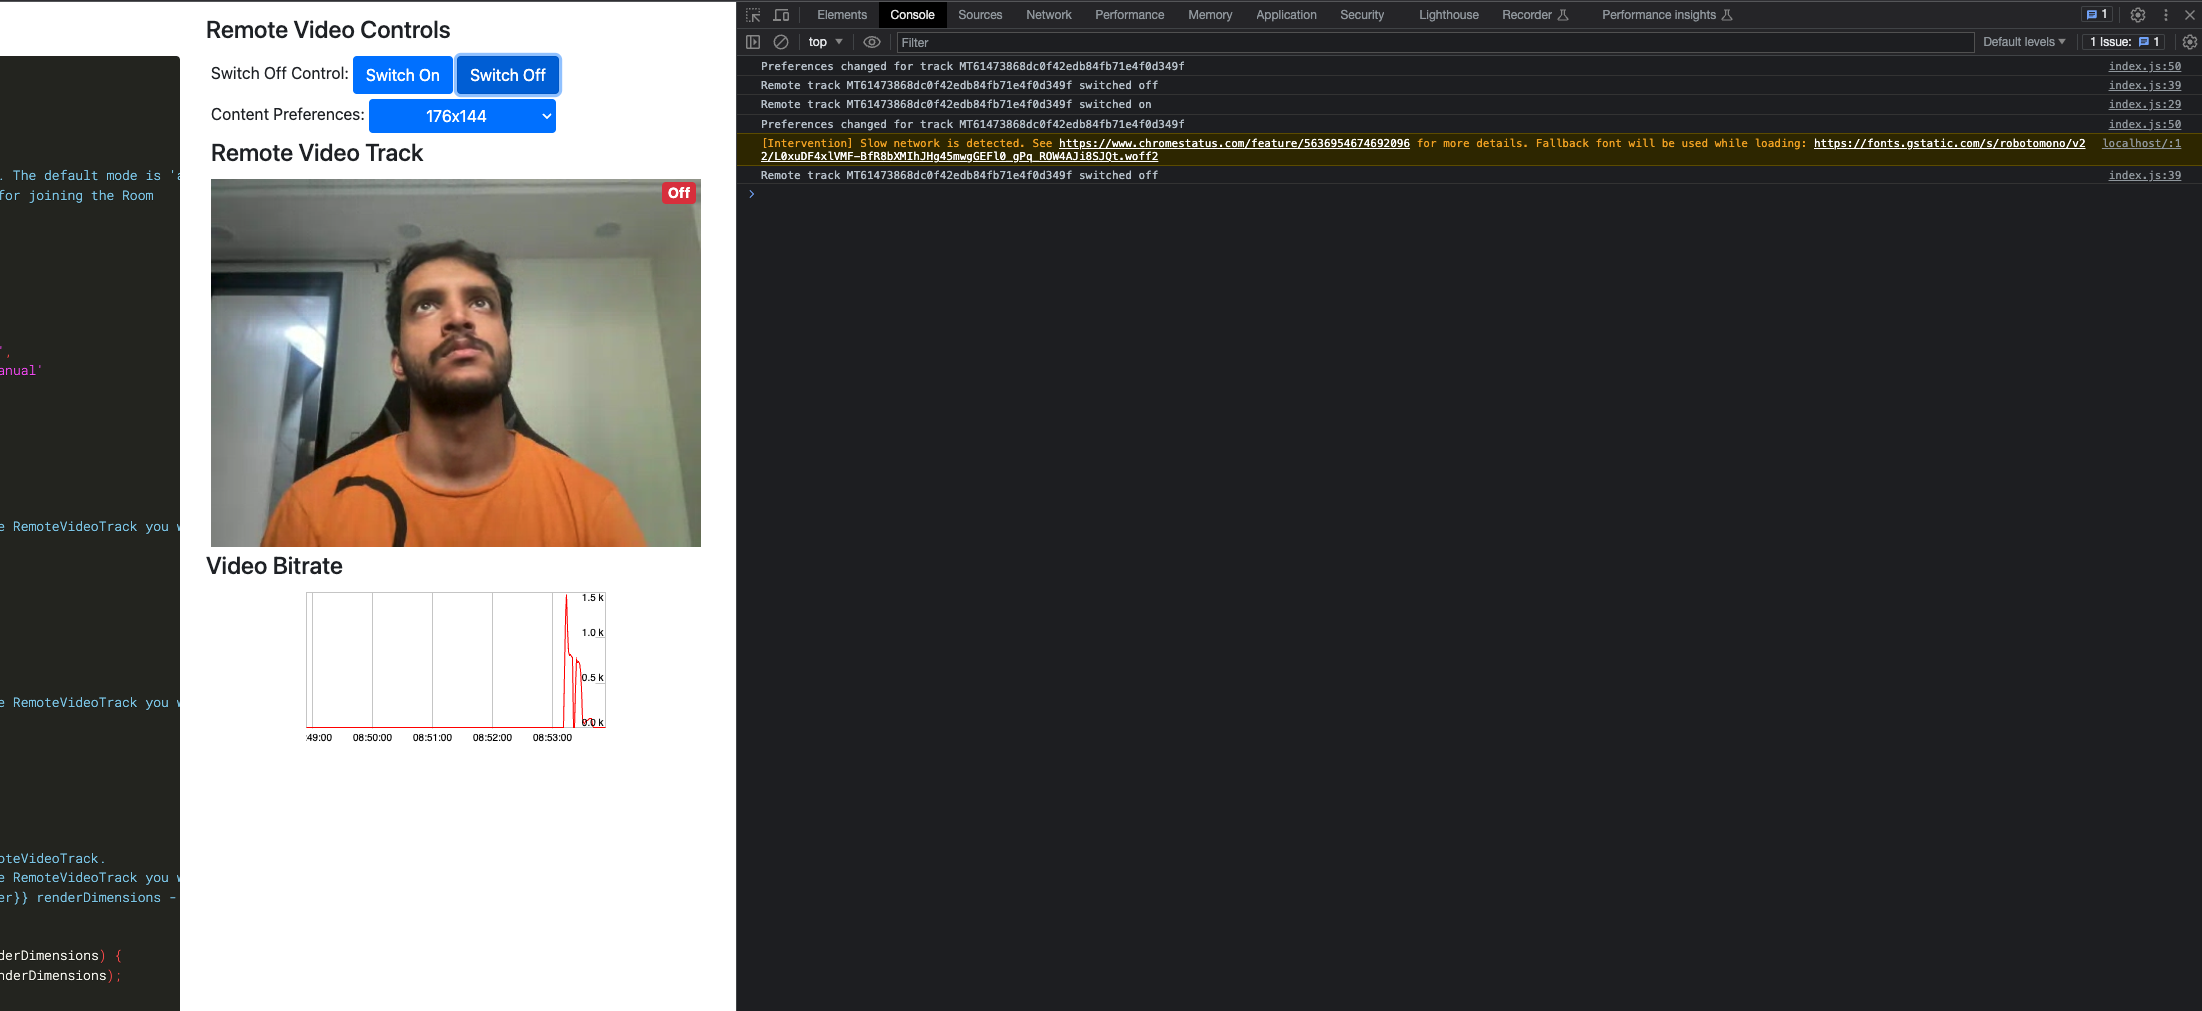 . The default mode is 'a
for joining the Room
',
anual'
e RemoteVideoTrack you w
e RemoteVideoTrack you w
oteVideoTrack.
e RemoteVideoTrack you w
er}} renderDimensions -
derDimensions) {
nderDimensions);
Remote Video Controls
Switch Off Control: Switch On Switch Off
Content Preferences: 176x144
Remote Video Track
Off
Video Bitrate
1.5 k
1.0 k
0.5 k
0.0 k
:49:00 08:50:00 08:51:00 08:52:00 08:53:00
Elements Console Sources Network Performance Memory Application Security Lighthouse Recorder Performance insights 1
top Filter Default levels 1 Issue: 1
Preferences changed for track MT61473868dc0f42edb84fb71e4f0d349f index.js:50
Remote track MT61473868dc0f42edb84fb71e4f0d349f switched off index.js:39
Remote track MT61473868dc0f42edb84fb71e4f0d349f switched on index.js:29
Preferences changed for track MT61473868dc0f42edb84fb71e4f0d349f index.js:50
[Intervention] Slow network is detected. See https://www.chromestatus.com/feature/5636954674692096 for more details. Fallback font will be used while loading: https://fonts.gstatic.com/s/robotomono/v2 localhost/:1
2/L0xuDF4xlVMF-BfR8bXMIhJHg45mwgGEFl0_gPq_ROW4AJi8SJQt.woff2
Remote track MT61473868dc0f42edb84fb71e4f0d349f switched off index.js:39